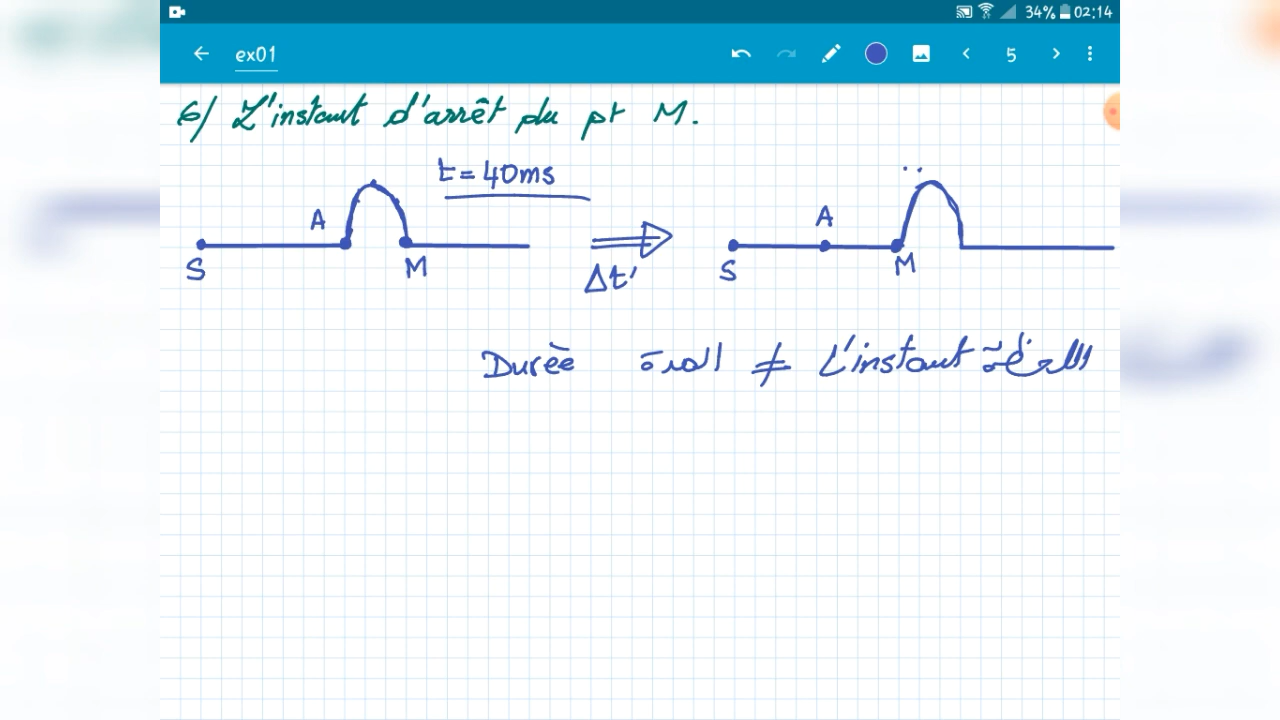 34% 02:14
ex01 5
6/ L'instant d'arrêt du pt M.
t = 40ms
A A
S M Δt' S M
Durée المدة ≠ L'instant اللحظة